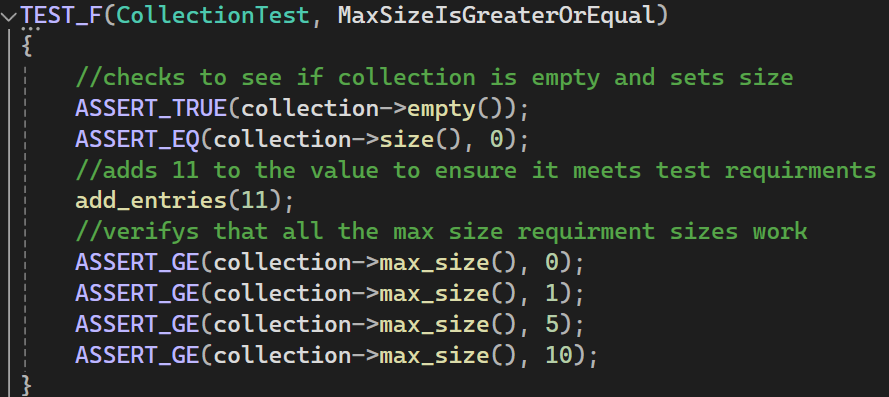 TEST_F(CollectionTest, MaxSizeIsGreaterOrEqual)
{
    //checks to see if collection is empty and sets size
    ASSERT_TRUE(collection->empty());
    ASSERT_EQ(collection->size(), 0);
    //adds 11 to the value to ensure it meets test requirments
    add_entries(11);
    //verifys that all the max size requirment sizes work
    ASSERT_GE(collection->max_size(), 0);
    ASSERT_GE(collection->max_size(), 1);
    ASSERT_GE(collection->max_size(), 5);
    ASSERT_GE(collection->max_size(), 10);
}